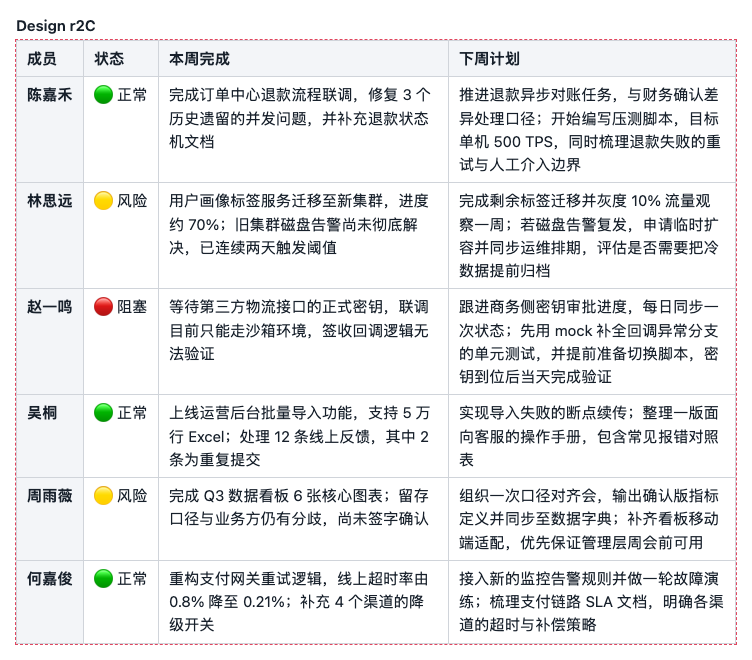 Design r2C
成员 状态 本周完成 下周计划
陈嘉禾 正常 完成订单中心退款流程联调，修复 3 个
历史遗留的并发问题，并补充退款状态
机文档
推进退款异步对账任务，与财务确认差
异处理口径；开始编写压测脚本，目标
单机 500 TPS，同时梳理退款失败的重
试与人工介入边界
林思远 风险 用户画像标签服务迁移至新集群，进度
约 70%；旧集群磁盘告警尚未彻底解
决，已连续两天触发阈值
完成剩余标签迁移并灰度 10% 流量观
察一周；若磁盘告警复发，申请临时扩
容并同步运维排期，评估是否需要把冷
数据提前归档
赵一鸣 阻塞 等待第三方物流接口的正式密钥，联调
目前只能走沙箱环境，签收回调逻辑无
法验证
跟进商务侧密钥审批进度，每日同步一
次状态；先用 mock 补全回调异常分支
的单元测试，并提前准备切换脚本，密
钥到位后当天完成验证
吴桐 正常 上线运营后台批量导入功能，支持 5 万
行 Excel；处理 12 条线上反馈，其中 2
条为重复提交
实现导入失败的断点续传；整理一版面
向客服的操作手册，包含常见报错对照
表
周雨薇 风险 完成 Q3 数据看板 6 张核心图表；留存
口径与业务方仍有分歧，尚未签字确认
组织一次口径对齐会，输出确认版指标
定义并同步至数据字典；补齐看板移动
端适配，优先保证管理层周会前可用
何嘉俊 正常 重构支付网关重试逻辑，线上超时率由
0.8% 降至 0.21%；补充 4 个渠道的降
级开关
接入新的监控告警规则并做一轮故障演
练；梳理支付链路 SLA 文档，明确各渠
道的超时与补偿策略